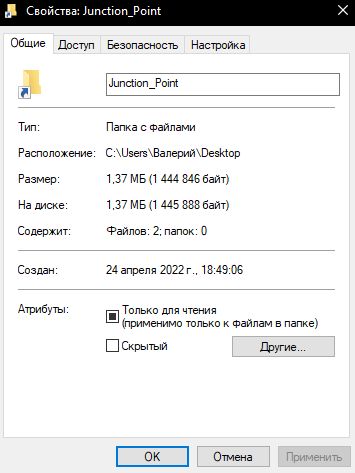 Свойства: Junction_Point
Общие Доступ Безопасность Настройка
Junction_Point
Тип: Папка с файлами
Расположение: C:\Users\Валерий\Desktop
Размер: 1,37 МБ (1 444 846 байт)
На диске: 1,37 МБ (1 445 888 байт)
Содержит: Файлов: 2; папок: 0
Создан: 24 апреля 2022 г., 18:49:06
Атрибуты: Только для чтения
(применимо только к файлам в папке)
Скрытый Другие...
OK Отмена Применить